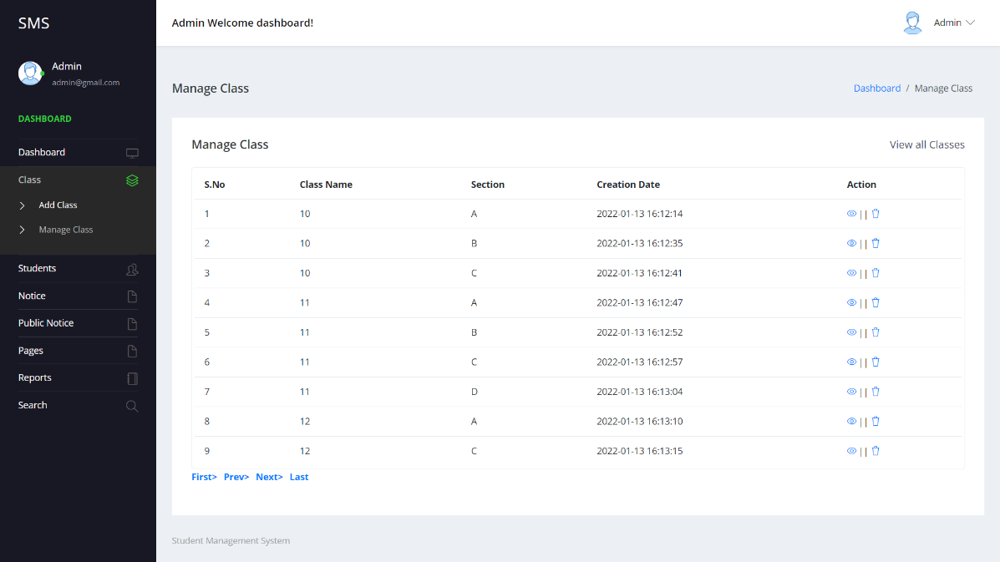 SMS
Admin
admin@gmail.com
DASHBOARD
Dashboard
Class
Add Class
Manage Class
Students
Notice
Public Notice
Pages
Reports
Search
Admin Welcome dashboard!
Admin
Manage Class
Dashboard / Manage Class
Manage Class
View all Classes
S.No Class Name Section Creation Date Action
1 10 A 2022-01-13 16:12:14 ||
2 10 B 2022-01-13 16:12:35 ||
3 10 C 2022-01-13 16:12:41 ||
4 11 A 2022-01-13 16:12:47 ||
5 11 B 2022-01-13 16:12:52 ||
6 11 C 2022-01-13 16:12:57 ||
7 11 D 2022-01-13 16:13:04 ||
8 12 A 2022-01-13 16:13:10 ||
9 12 C 2022-01-13 16:13:15 ||
First> Prev> Next> Last
Student Management System